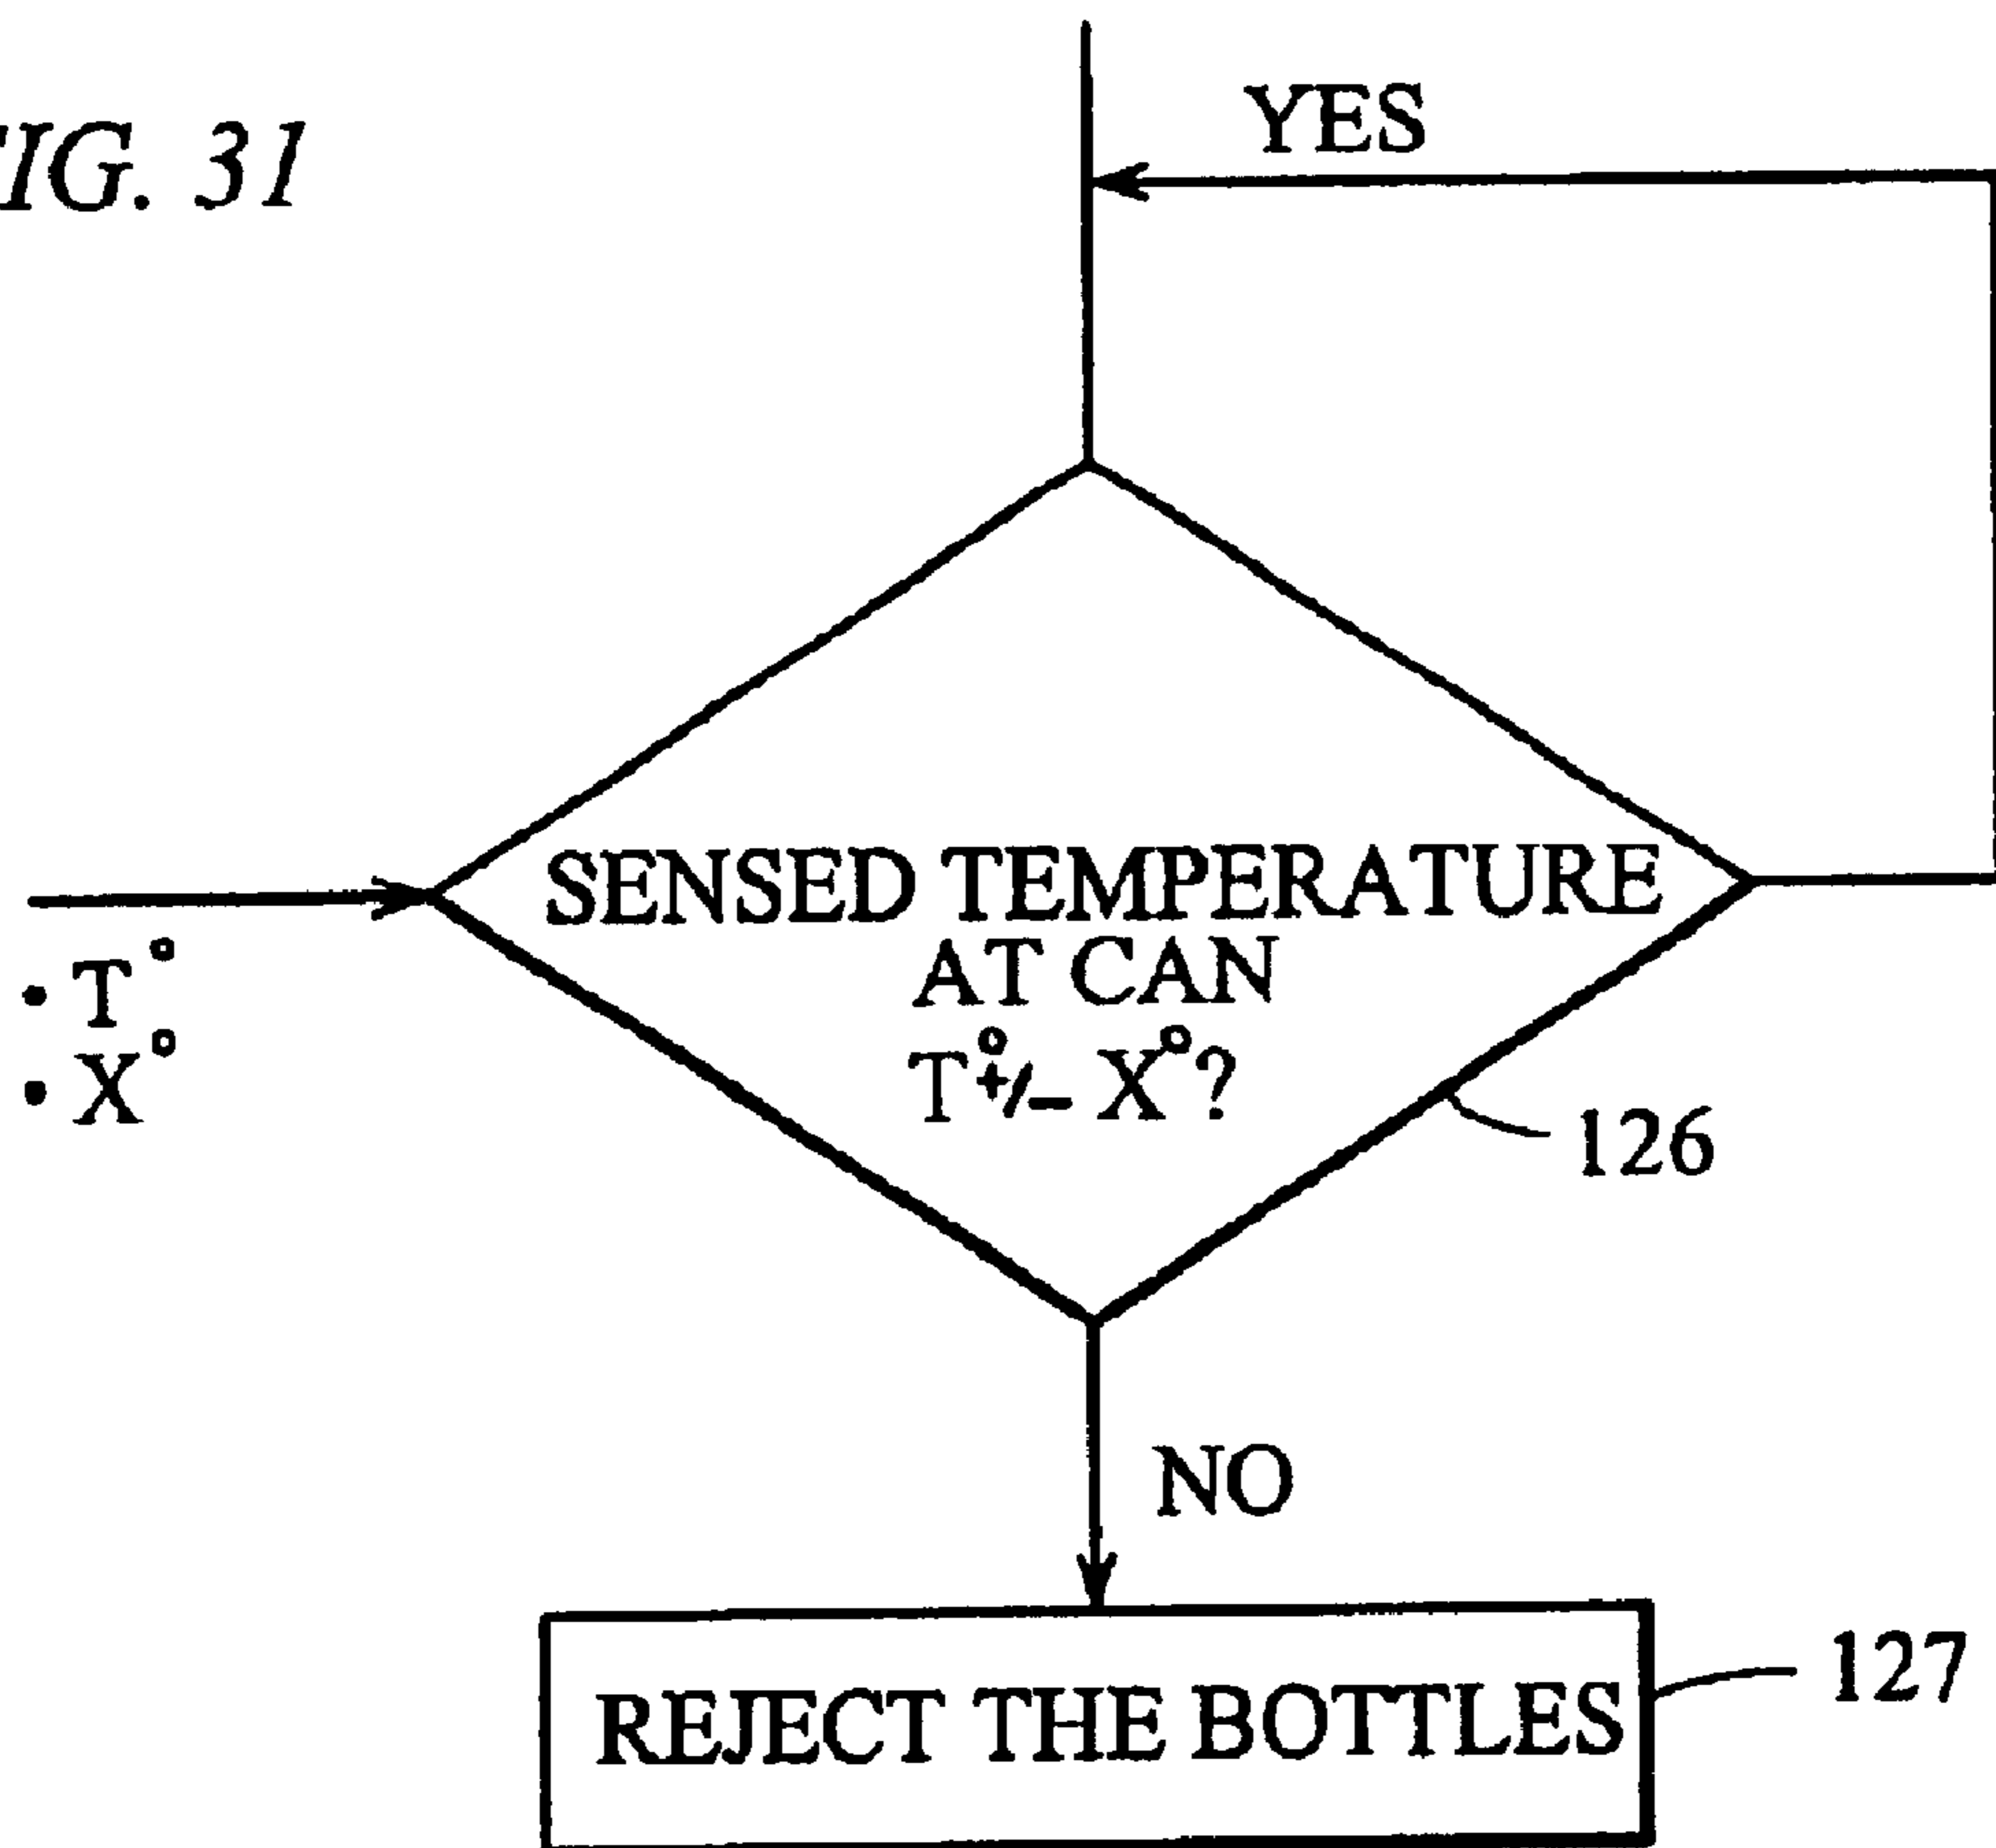 YES
IG. 31
SENSED TEMPERATURE
AT CAN
T° +/- X° ?
• T°
• X°
126
NO
127
REJECT THE BOTTLES